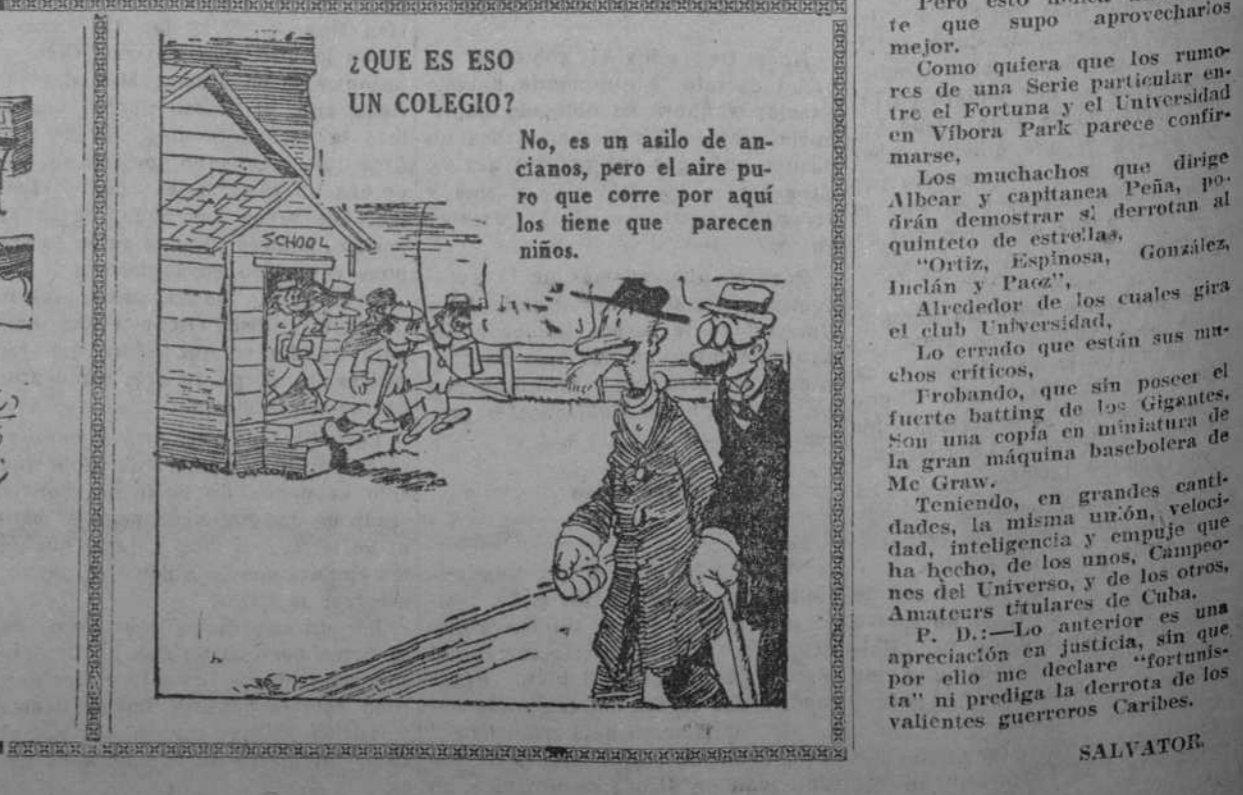 ¿QUE ES ESO
UN COLEGIO?
No, es un asilo de an-
cianos, pero el aire pu-
ro que corre por aquí
los tiene que parecen
niños.
SCHOOL
Pero esto
te que supo aprovecharlos
mejor.
Como quiera que los rumo-
res de una Serie particular en-
tre el Fortuna y el Universidad
en Víbora Park parece confir-
marse,
Los muchachos que dirige
Albear y capitanea Peña, po-
drán demostrar si derrotan al
quinteto de estrellas,
"Ortiz, Espinosa, González,
Inclán y Paez",
Alrededor de los cuales gira
el club Universidad,
Lo errado que están sus mu-
chos críticos,
Probando, que sin poseer el
fuerte batting de los Gigantes,
Son una copía en miniatura de
la gran máquina basebolera de
Mc Graw.
Teniendo, en grandes canti-
dades, la misma unión, veloci-
dad, inteligencia y empuje que
ha hecho, de los unos, Campeo-
nes del Universo, y de los otros,
Amateurs titulares de Cuba.
P. D.:—Lo anterior es una
apreciación en justicia, sin que
por ello me declare "fortunis-
ta" ni prediga la derrota de los
valientes guerreros Caribes.
SALVATOR.